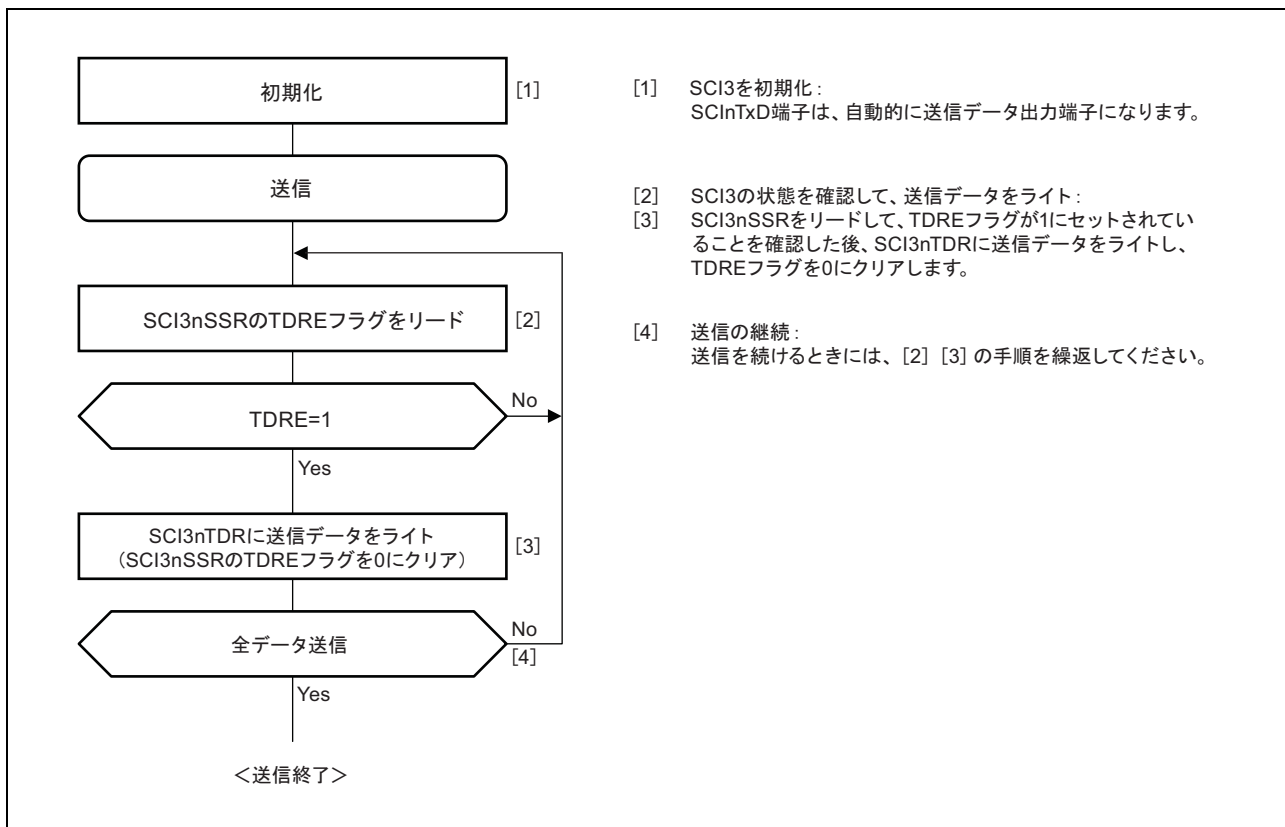 初期化 [1]
送信
SCI3nSSRのTDREフラグをリード [2]
TDRE=1
No
Yes
SCI3nTDRに送信データをライト
（SCI3nSSRのTDREフラグを0にクリア） [3]
全データ送信
No
[4]
Yes
＜送信終了＞
[1] SCI3を初期化：
SCInTxD端子は、自動的に送信データ出力端子になります。
[2] SCI3の状態を確認して、送信データをライト：
[3] SCI3nSSRをリードして、TDREフラグが1にセットされてい
ることを確認した後、SCI3nTDRに送信データをライトし、
TDREフラグを0にクリアします。
[4] 送信の継続：
送信を続けるときには、[2] [3] の手順を繰返してください。